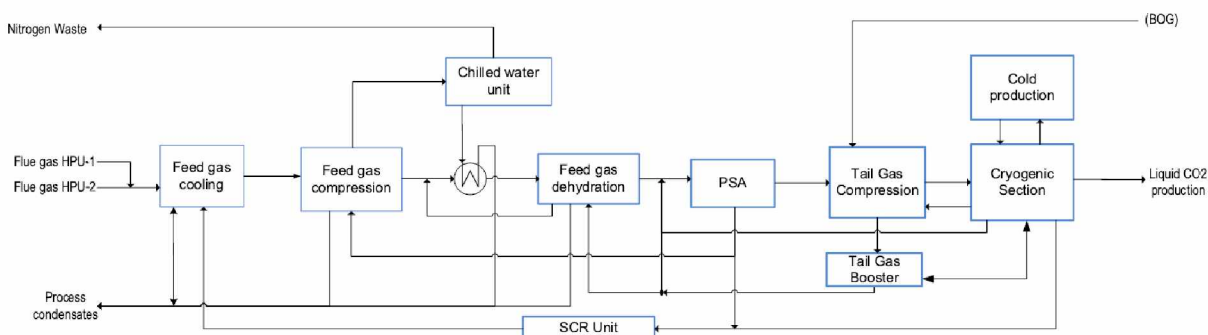 (BOG)
Nitrogen Waste
Chilled water
unit
Cold
production
Flue gas HPU-1
Flue gas HPU-2
Feed gas
cooling
Feed gas
compression
Feed gas
dehydration
PSA
Tail Gas
Compression
Cryogenic
Section
Liquid CO2
production
Tail Gas
Booster
Process
condensates
SCR Unit